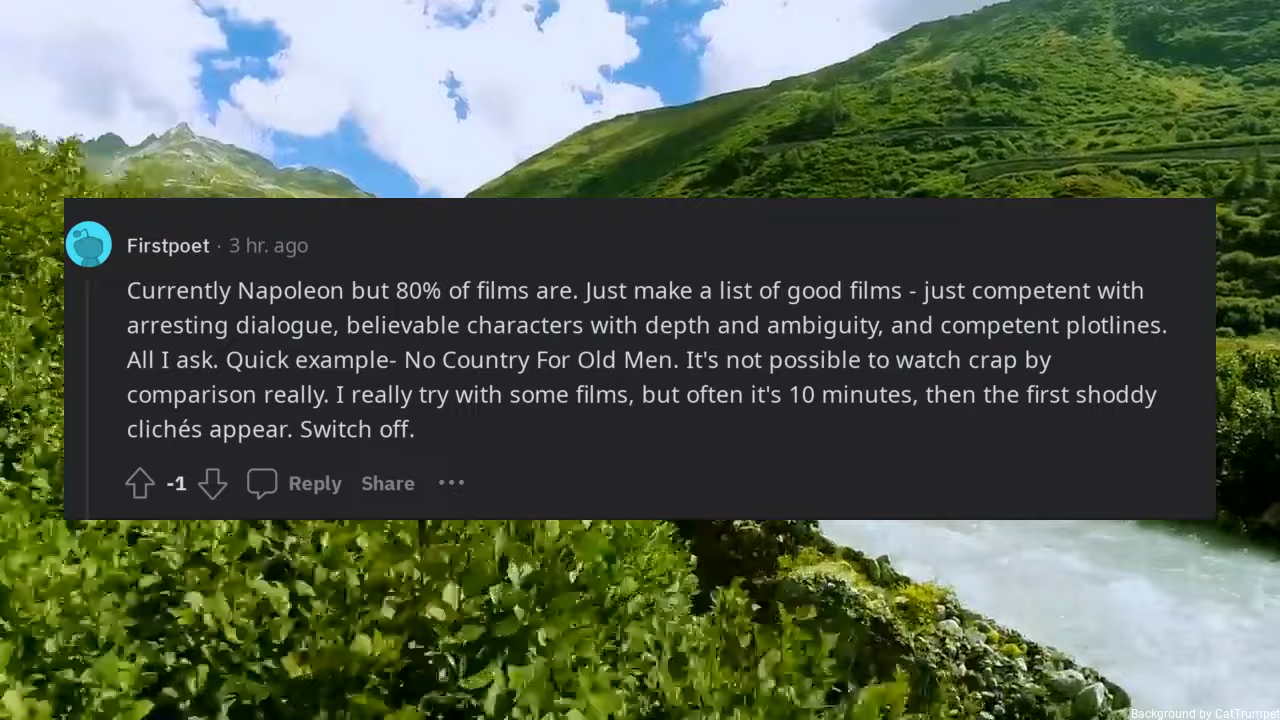 Firstpoet · 3 hr. ago
Currently Napoleon but 80% of films are. Just make a list of good films - just competent with
arresting dialogue, believable characters with depth and ambiguity, and competent plotlines.
All I ask. Quick example- No Country For Old Men. It's not possible to watch crap by
comparison really. I really try with some films, but often it's 10 minutes, then the first shoddy
clichés appear. Switch off.
-1 Reply Share ···
Background by CatTrumpet